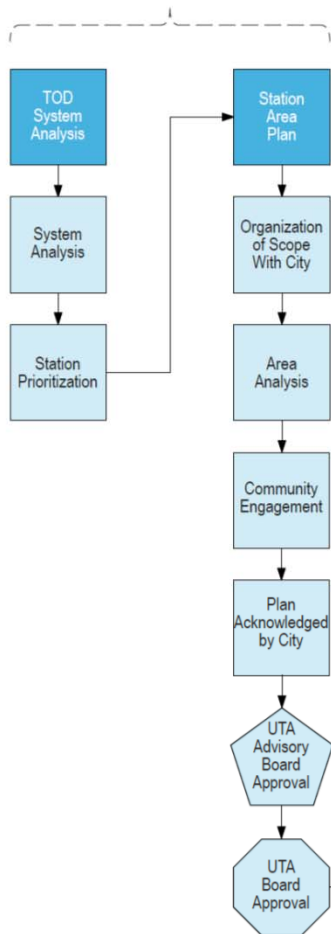 TOD
System
Analysis
System
Analysis
Station
Prioritization
Station
Area
Plan
Organization
of Scope
With City
Area
Analysis
Community
Engagement
Plan
Acknowledged
by City
UTA
Advisory
Board
Approval
UTA
Board
Approval